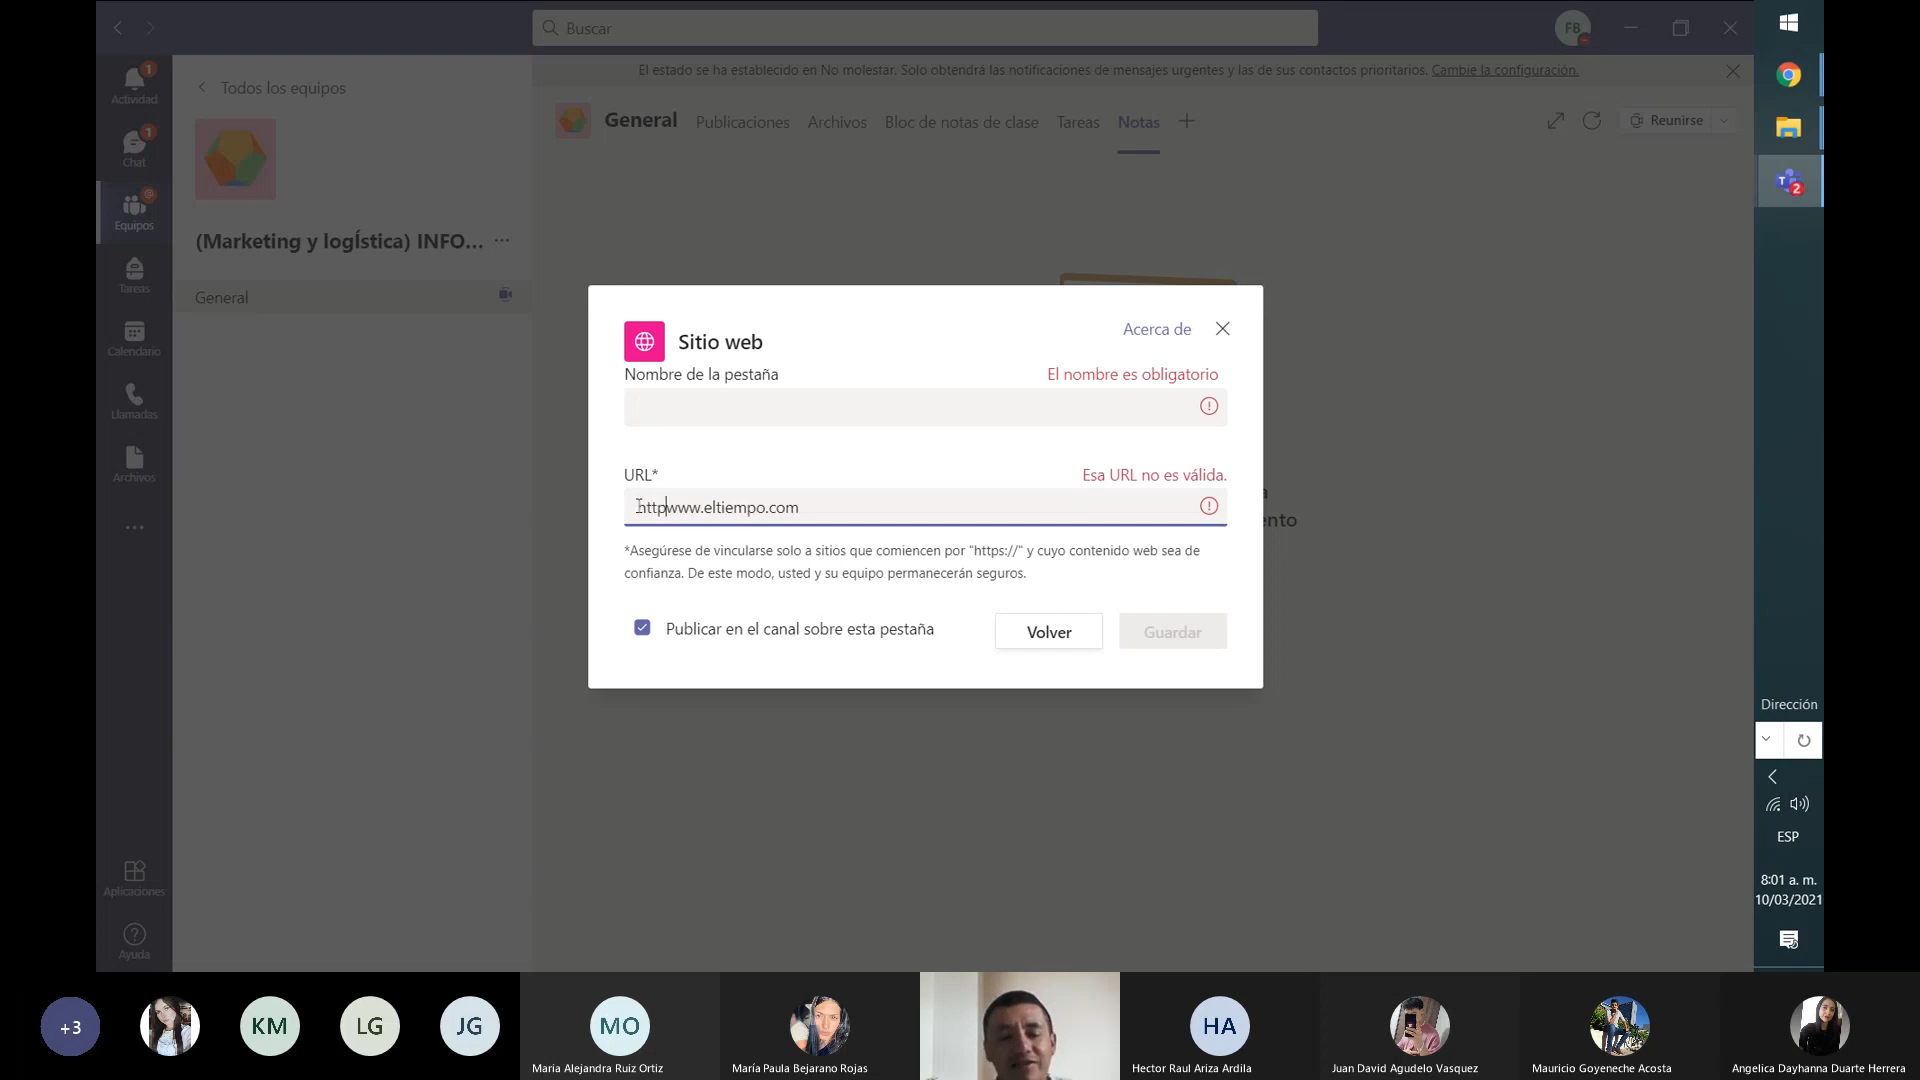 Buscar
FB
El estado se ha establecido en No molestar. Solo obtendrá las notificaciones de mensajes urgentes y las de sus contactos prioritarios. Cambie la configuración.
1
Actividad
1
Chat
Equipos
Tareas
Calendario
Llamadas
Archivos
Aplicaciones
Ayuda
Todos los equipos
(Marketing y logÍstica) INFO... ...
General
General
Publicaciones
Archivos
Bloc de notas de clase
Tareas
Notas
Reunirse
Sitio web
Acerca de
Nombre de la pestaña
El nombre es obligatorio
URL*
Esa URL no es válida.
httpwww.eltiempo.com
*Asegúrese de vincularse solo a sitios que comiencen por "https://" y cuyo contenido web sea de
confianza. De este modo, usted y su equipo permanecerán seguros.
Publicar en el canal sobre esta pestaña
Volver
Guardar
a
ento
T
2
Dirección
ESP
8:01 a. m.
10/03/2021
+3
KM
LG
JG
MO
HA
Maria Alejandra Ruiz Ortiz
María Paula Bejarano Rojas
Hector Raul Ariza Ardila
Juan David Agudelo Vasquez
Mauricio Goyeneche Acosta
Angelica Dayhanna Duarte Herrera